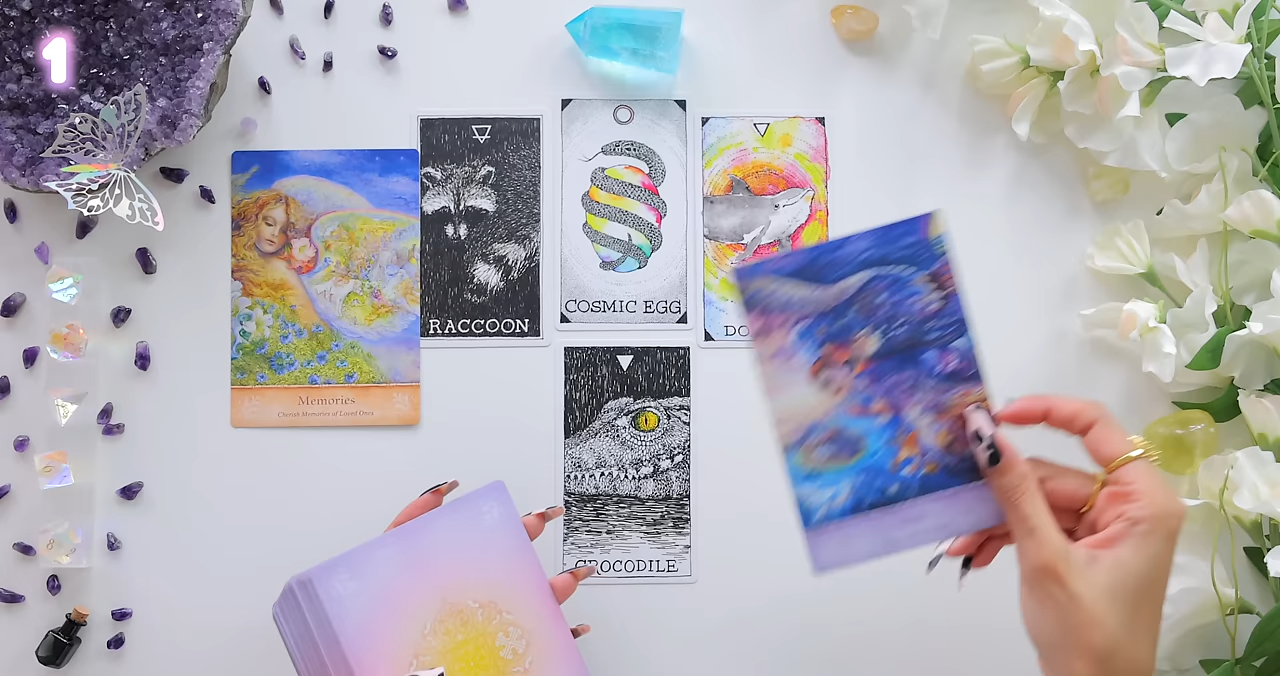 1
Memories
Cherish Memories of Loved Ones
RACCOON
COSMIC EGG
DO
CROCODILE